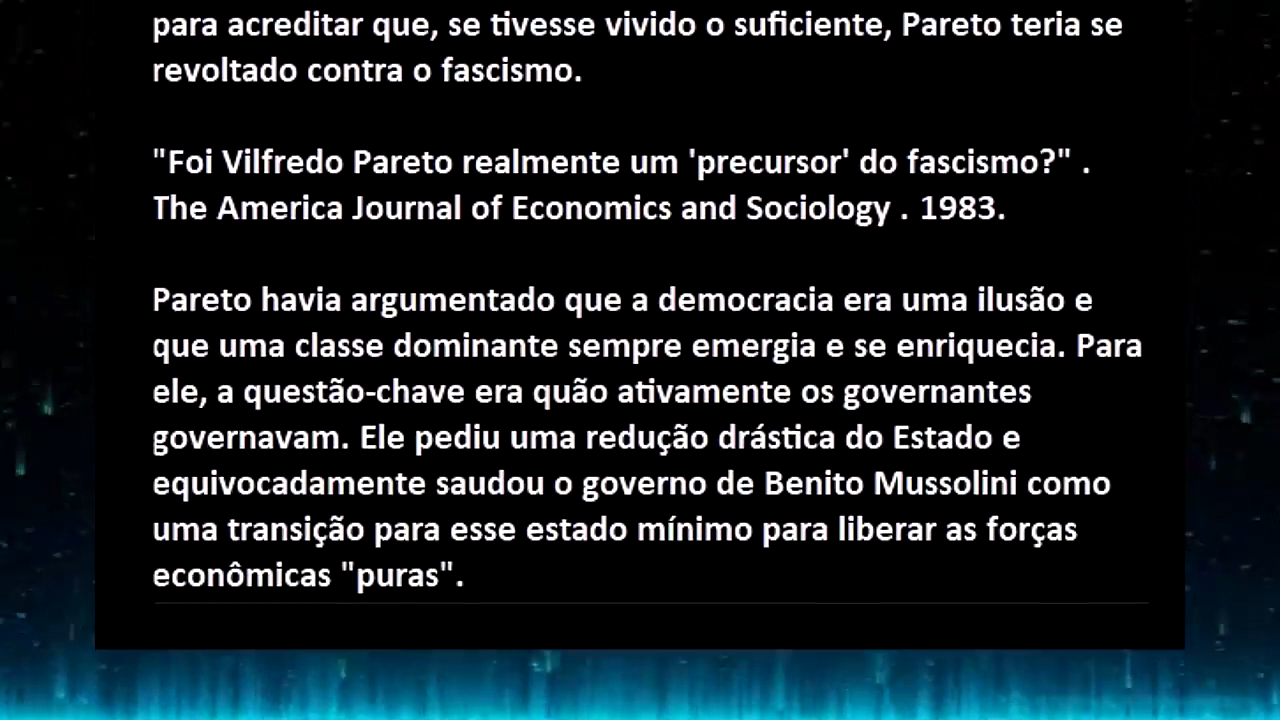 para acreditar que, se tivesse vivido o suficiente, Pareto teria se
revoltado contra o fascismo.
"Foi Vilfredo Pareto realmente um 'precursor' do fascismo?" .
The America Journal of Economics and Sociology . 1983.
Pareto havia argumentado que a democracia era uma ilusão e
que uma classe dominante sempre emergia e se enriquecia. Para
ele, a questão-chave era quão ativamente os governantes
governavam. Ele pediu uma redução drástica do Estado e
equivocadamente saudou o governo de Benito Mussolini como
uma transição para esse estado mínimo para liberar as forças
econômicas "puras".